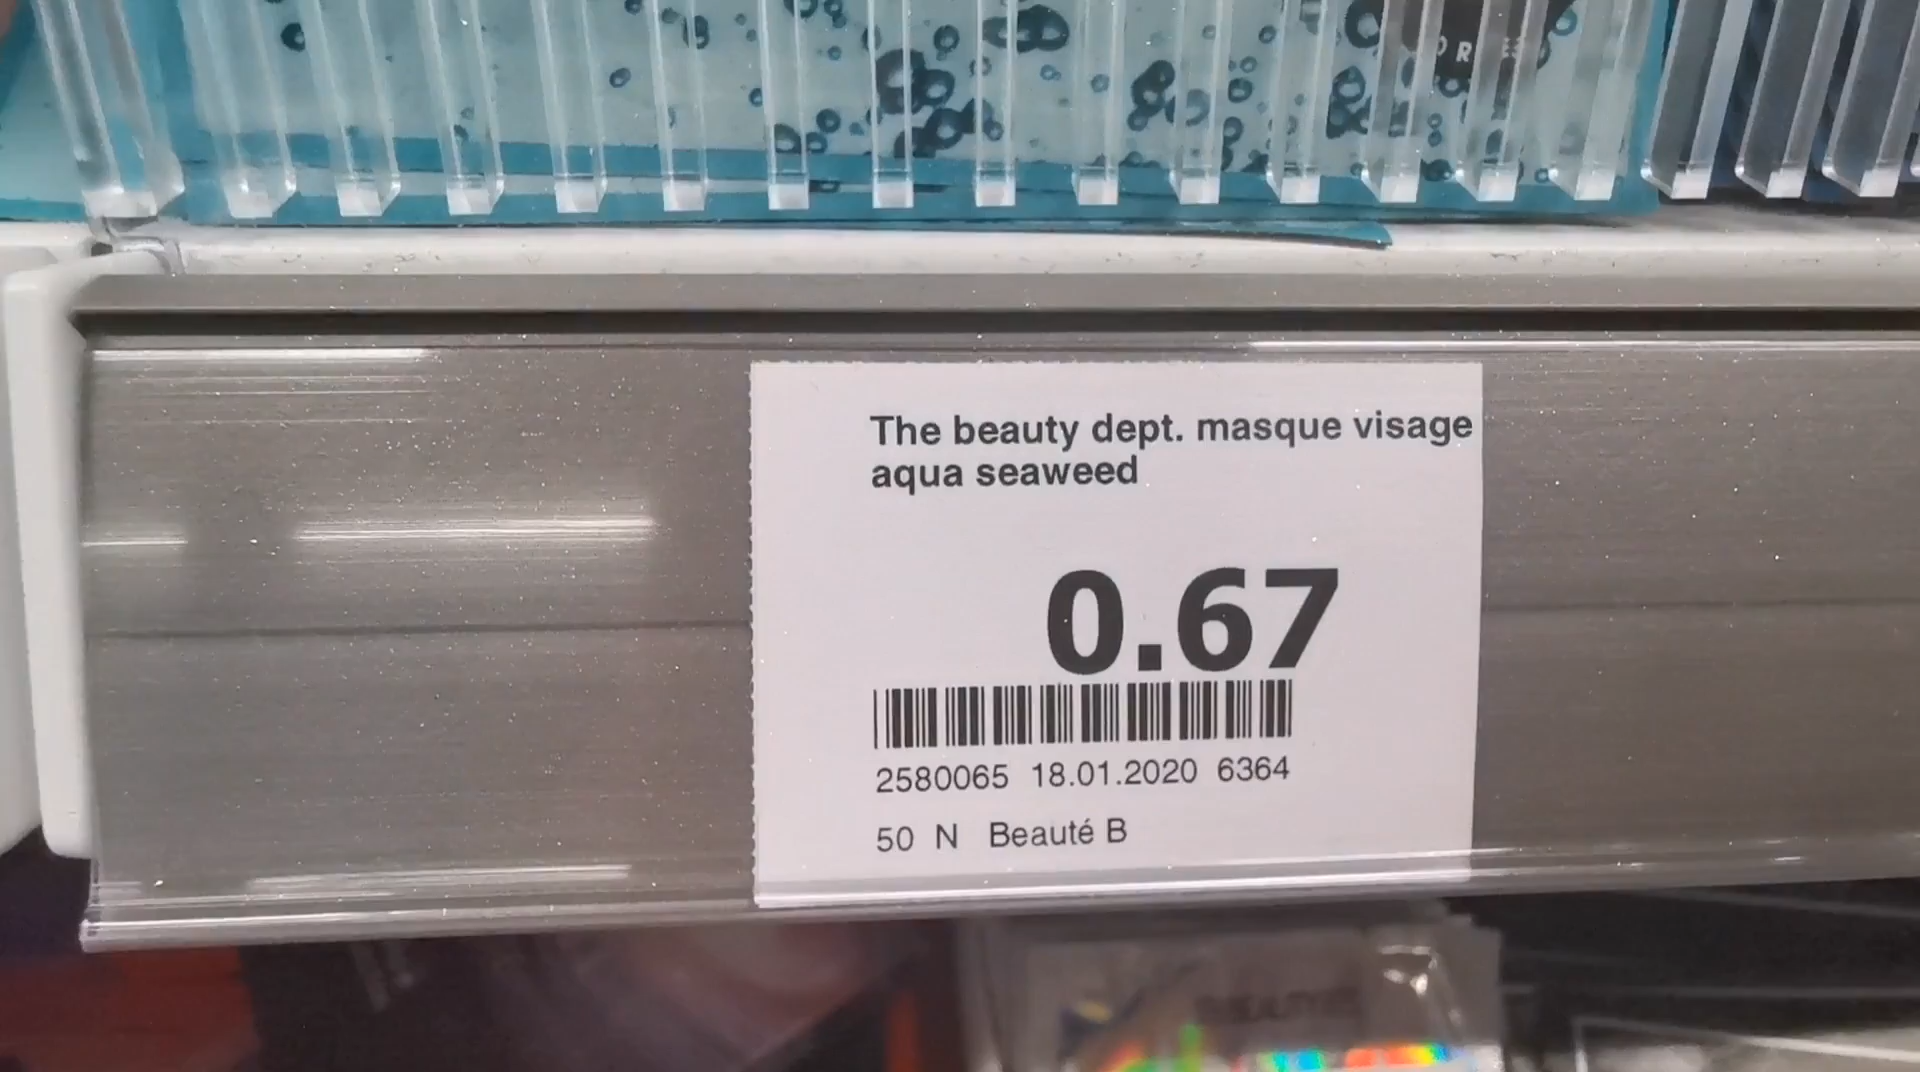 The beauty dept. masque visage
aqua seaweed
0.67
2580065 18.01.2020 6364
50 N Beauté B